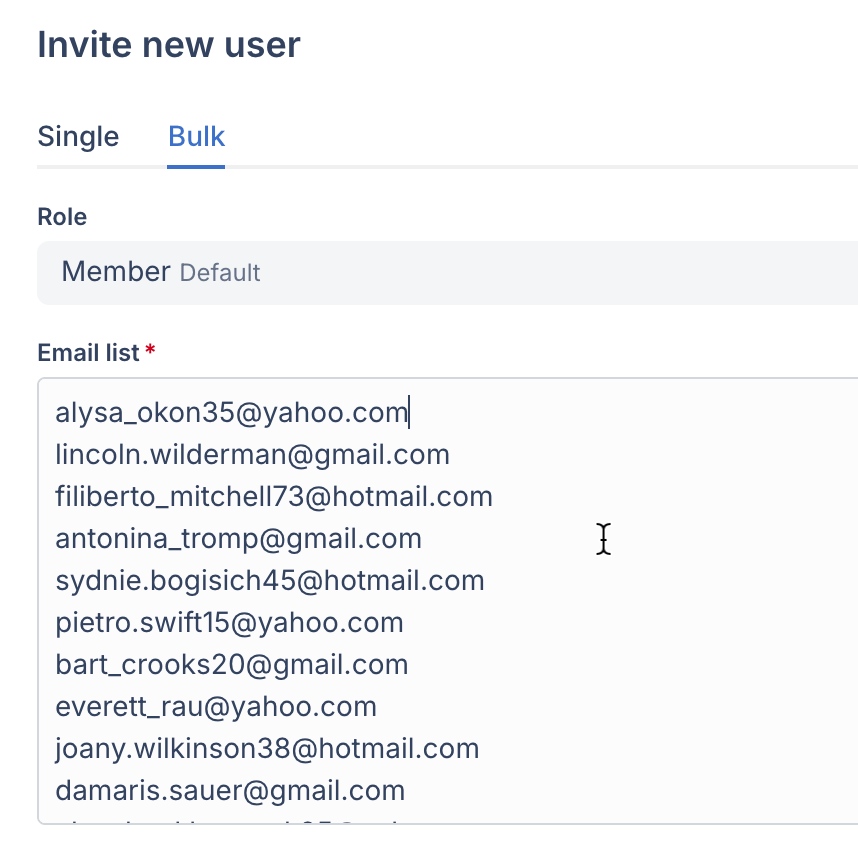 Invite new user
Single Bulk
Role
Member Default
Email list *
alysa_okon35@yahoo.com
lincoln.wilderman@gmail.com
filiberto_mitchell73@hotmail.com
antonina_tromp@gmail.com
sydnie.bogisich45@hotmail.com
pietro.swift15@yahoo.com
bart_crooks20@gmail.com
everett_rau@yahoo.com
joany.wilkinson38@hotmail.com
damaris.sauer@gmail.com